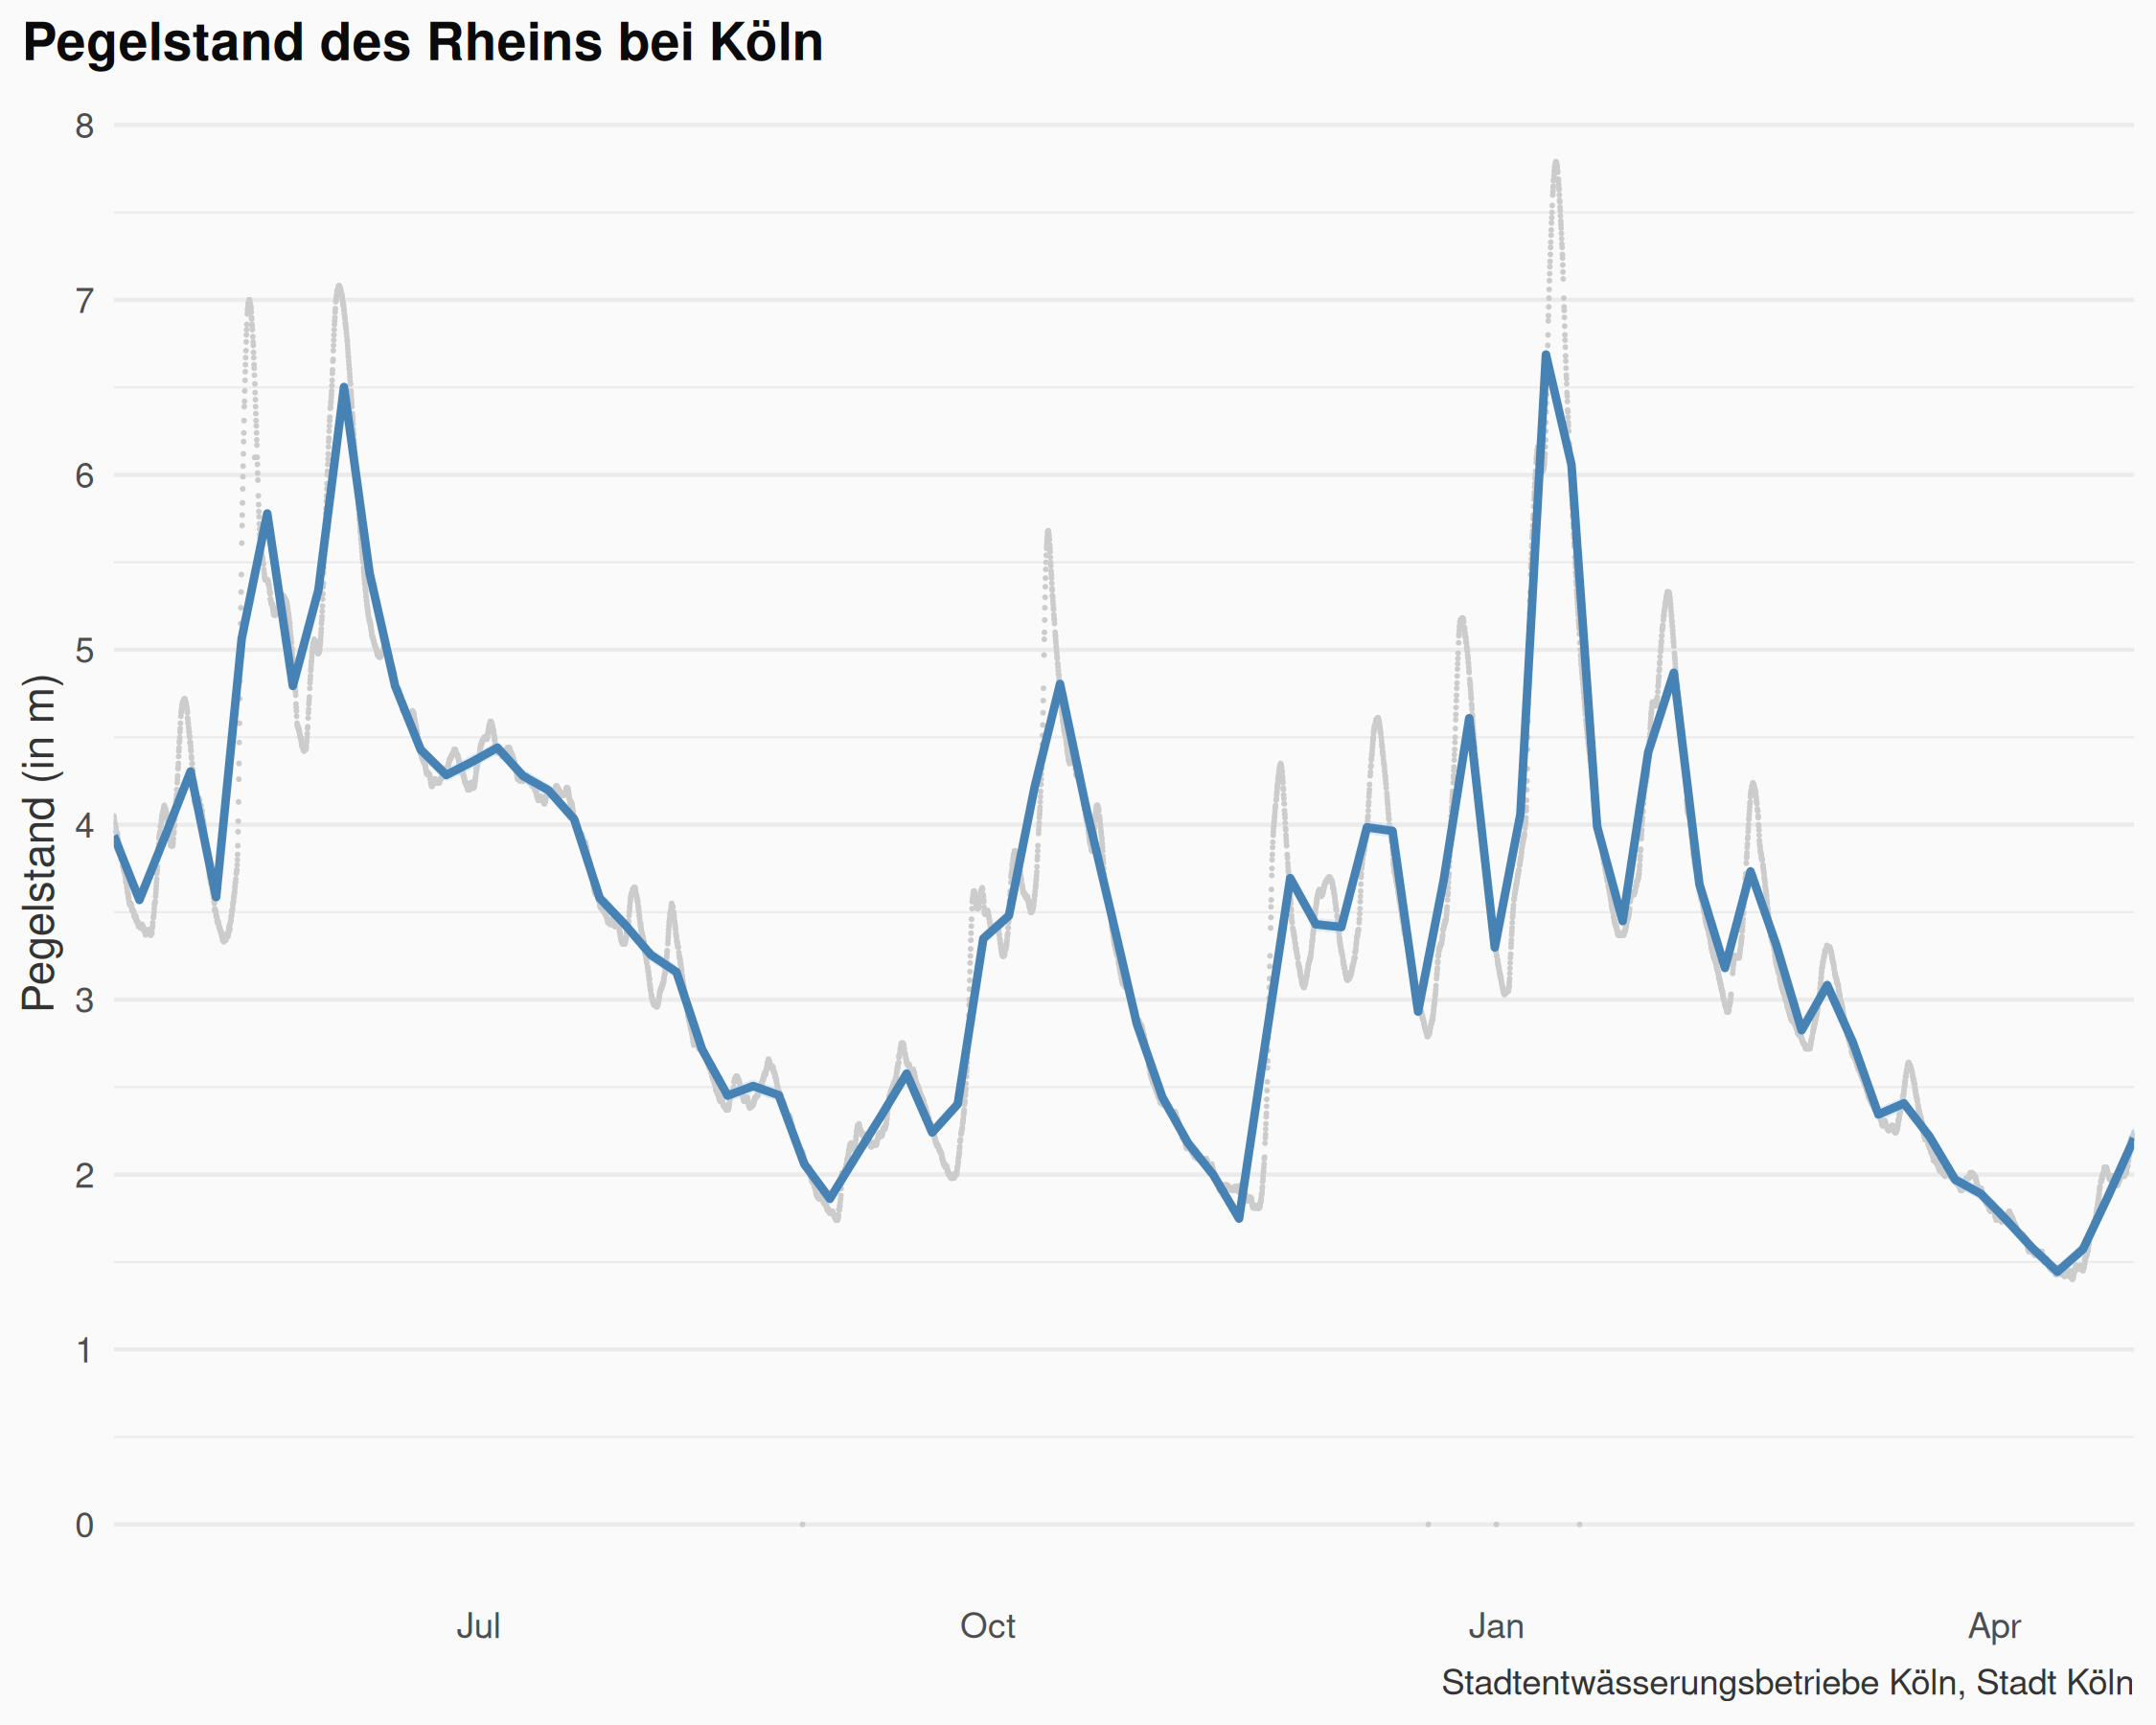 Pegelstand des Rheins bei Köln
8
7
6
5
4
3
2
1
0
Pegelstand (in m)
Jul Oct Jan Apr
Stadtentwässerungsbetriebe Köln, Stadt Köln